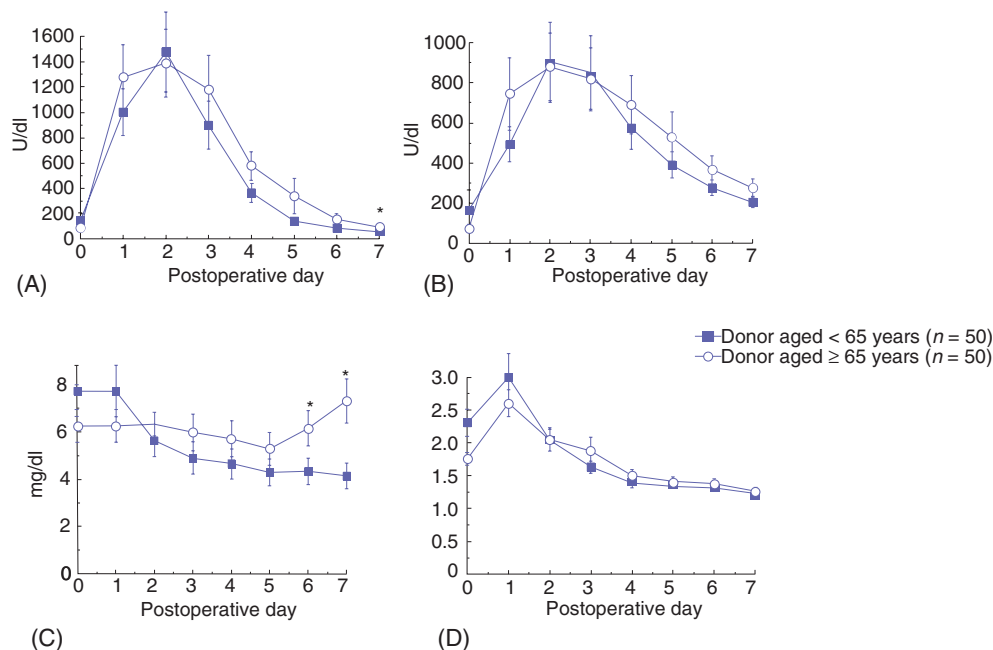 1600
1400
1200
1000
800
600
400
200
0
U/dl
*
0 1 2 3 4 5 6 7
Postoperative day
(A)
1000
800
600
400
200
0
U/dl
0 1 2 3 4 5 6 7
Postoperative day
(B)
Donor aged < 65 years (n = 50)
Donor aged ≥ 65 years (n = 50)
8
6
4
2
0
mg/dl
* *
0 1 2 3 4 5 6 7
Postoperative day
(C)
3.0
2.5
2.0
1.5
1.0
0.5
0
0 1 2 3 4 5 6 7
Postoperative day
(D)